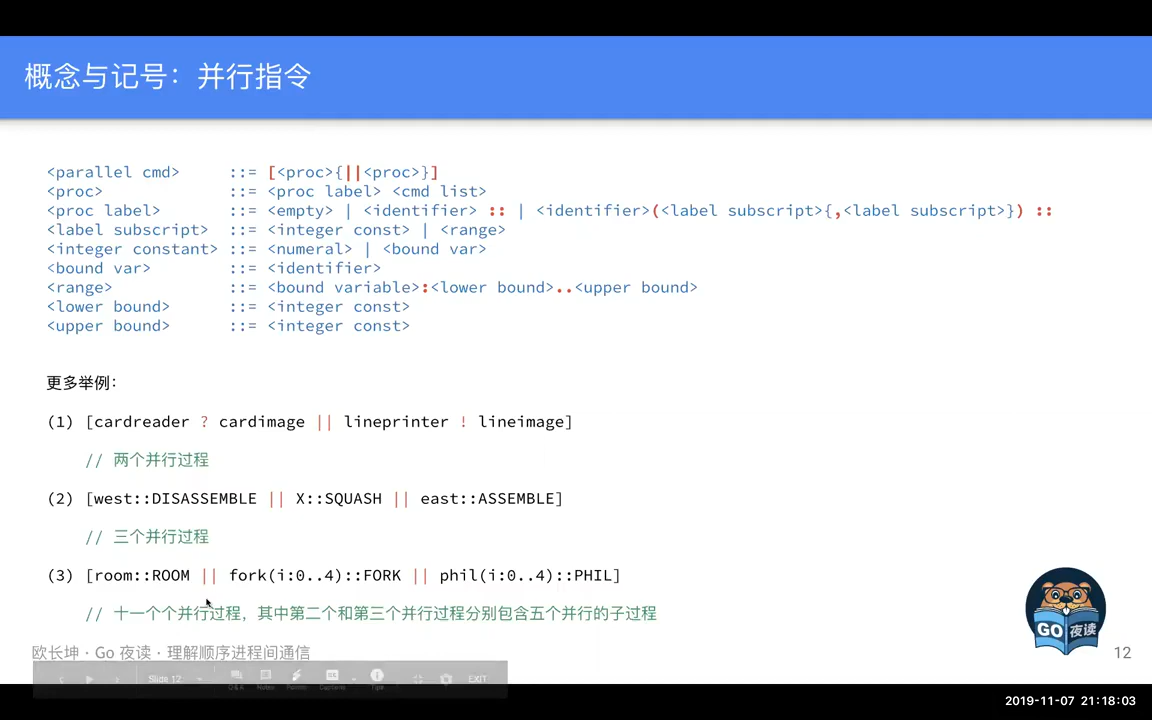 概念与记号：并行指令
<parallel cmd> ::= [<proc>{||<proc>}]
<proc> ::= <proc label> <cmd list>
<proc label> ::= <empty> | <identifier> :: | <identifier>(<label subscript>{,<label subscript>}) ::
<label subscript> ::= <integer const> | <range>
<integer constant> ::= <numeral> | <bound var>
<bound var> ::= <identifier>
<range> ::= <bound variable>:<lower bound>..<upper bound>
<lower bound> ::= <integer const>
<upper bound> ::= <integer const>
更多举例：
(1) [cardreader ? cardimage || lineprinter ! lineimage]
// 两个并行过程
(2) [west::DISASSEMBLE || X::SQUASH || east::ASSEMBLE]
// 三个并行过程
(3) [room::ROOM || fork(i:0..4)::FORK || phil(i:0..4)::PHIL]
// 十一个个并行过程，其中第二个和第三个并行过程分别包含五个并行的子过程
GO 夜读
欧长坤 · Go 夜读 · 理解顺序进程间通信
12
Slide 12 Q & A Notes Pointer Captions Tips EXIT
2019-11-07 21:18:03